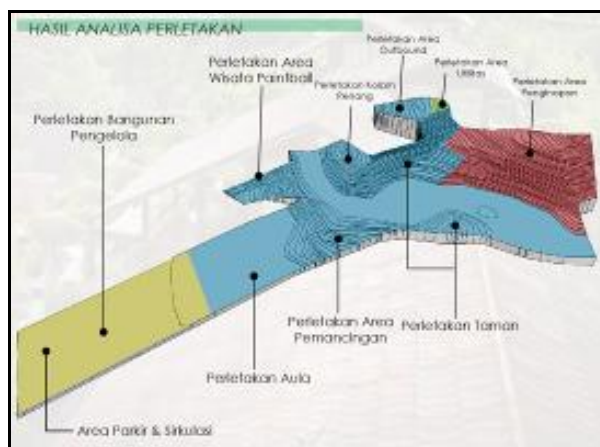 HASIL ANALISA PERLETAKAN
Perletakan Area
Outbound
Perletakan Area
Utilitas
Perletakan Area
Wisata Paintball
Perletakan Kolam
Renang
Perletakan Area
Penginapan
Perletakan Bangunan
Pengelola
Perletakan Area
Pemancingan
Perletakan Taman
Perletakan Aula
Area Parkir & Sirkulasi